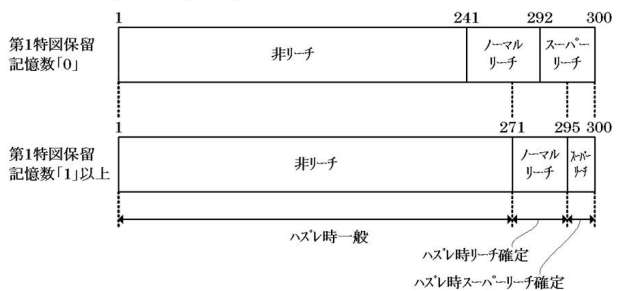 1 241 292 300
第1特図保留
記憶数「0」
非リーチ
ノーマル
リーチ
スーパー
リーチ
1 271 295 300
第1特図保留
記憶数「1」以上
非リーチ
ノーマル
リーチ
スーパー
リーチ
ハズレ時一般
ハズレ時リーチ確定
ハズレ時スーパーリーチ確定